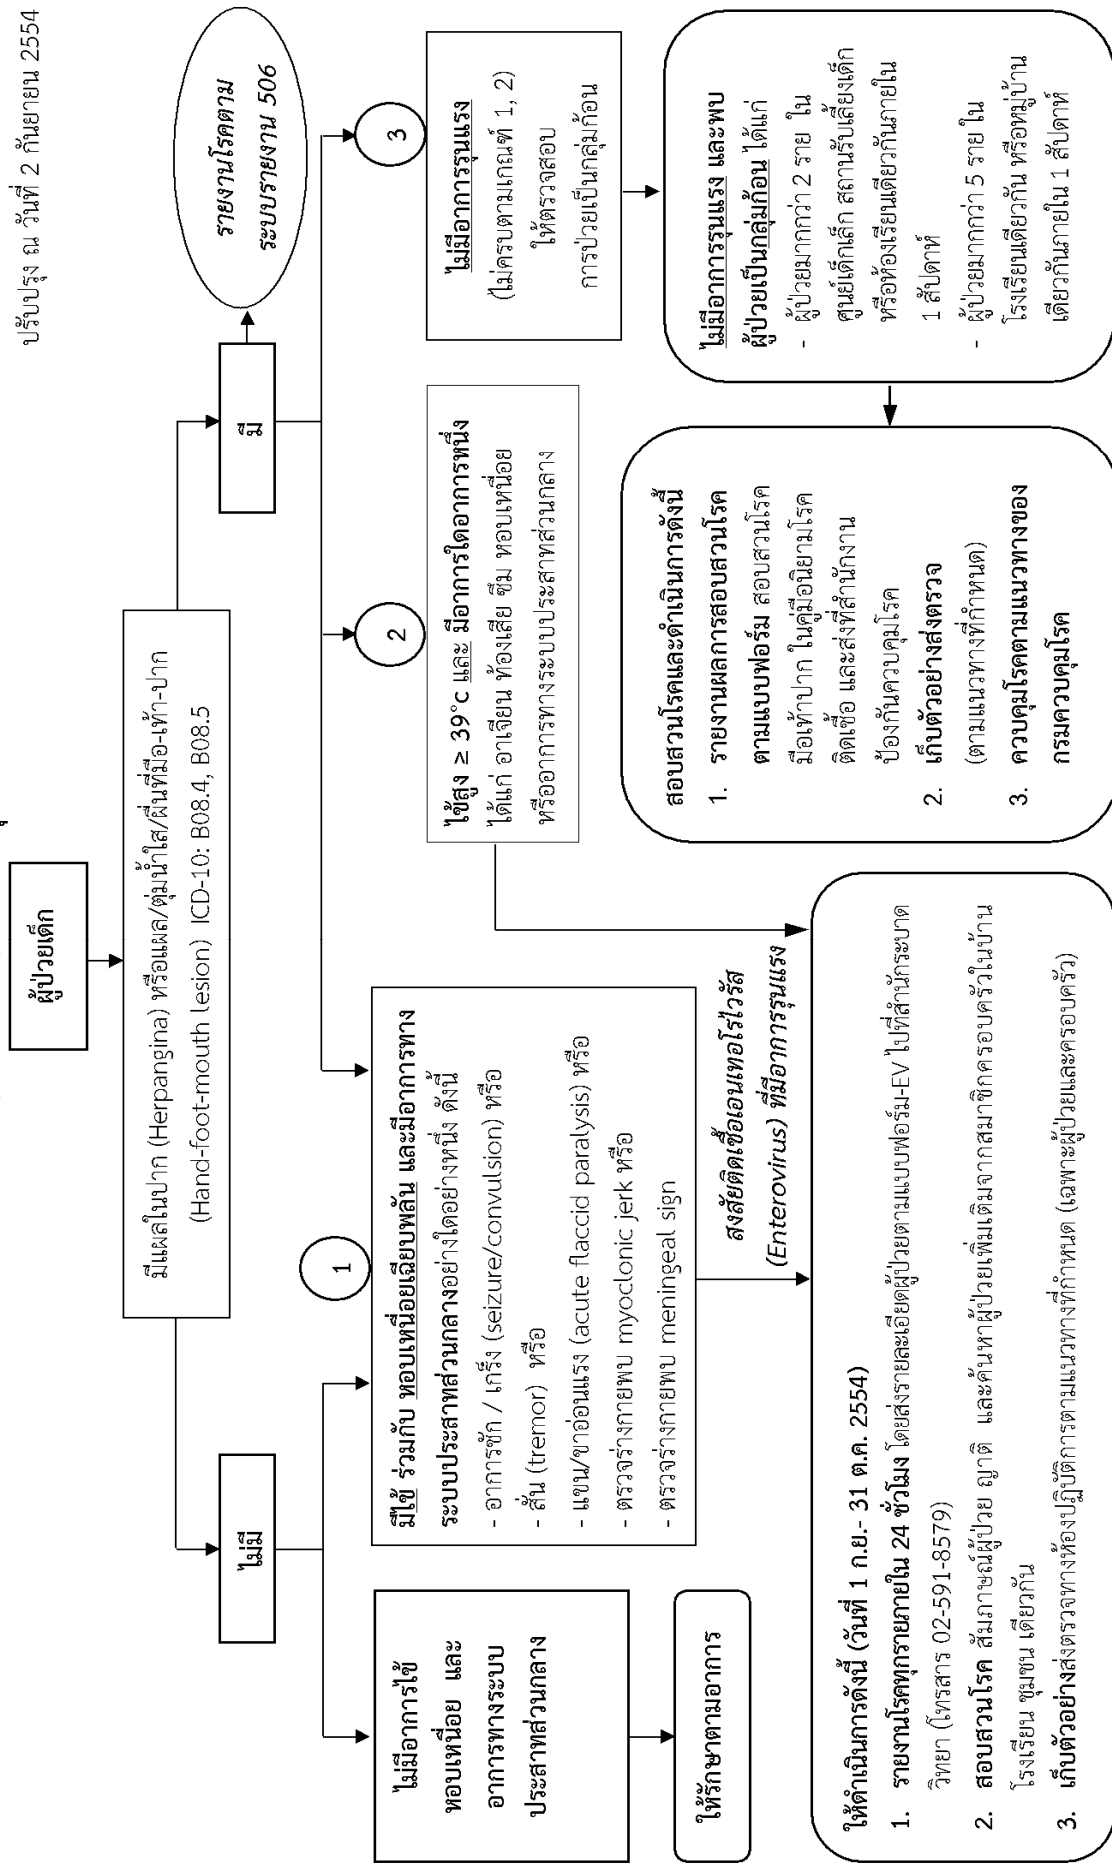 ปรับปรุง ณ วันที่ 2 กันยายน 2554
ผู้ป่วยเด็ก
มีแผลในปาก (Herpangina) หรือแผล/ตุ่มน้ำใส/ผื่นที่มือ-เท้า-ปาก
(Hand-foot-mouth lesion) ICD-10: B08.4, B08.5
ไม่มี
มี
รายงานโรคตาม
ระบบรายงาน 506
ไม่มีอาการไข้
หอบเหนื่อย และ
อาการทางระบบ
ประสาทส่วนกลาง
ให้รักษาตามอาการ
1
มีไข้ ร่วมกับ หอบเหนื่อยเฉียบพลัน และมีอาการทาง
ระบบประสาทส่วนกลางอย่างใดอย่างหนึ่ง ดังนี้
- อาการชัก / เกร็ง (seizure/convulsion) หรือ
- สั่น (tremor) หรือ
- แขน/ขาอ่อนแรง (acute flaccid paralysis) หรือ
- ตรวจร่างกายพบ myoclonic jerk หรือ
- ตรวจร่างกายพบ meningeal sign
2
ไข้สูง ≥ 39°c และ มีอาการใดอาการหนึ่ง
ได้แก่ อาเจียน ท้องเสีย ซึม หอบเหนื่อย
หรืออาการทางระบบประสาทส่วนกลาง
3
ไม่มีอาการรุนแรง
(ไม่ครบตามเกณฑ์ 1, 2)
ให้ตรวจสอบ
การป่วยเป็นกลุ่มก้อน
สงสัยติดเชื้อเอนเทอโรไวรัส
(Enterovirus) ที่มีอาการรุนแรง
ให้ดำเนินการดังนี้ (วันที่ 1 ก.ย.- 31 ต.ค. 2554)
1. รายงานโรคทุกรายภายใน 24 ชั่วโมง โดยส่งรายละเอียดผู้ป่วยตามแบบฟอร์ม-EV ไปที่สำนักระบาด
วิทยา (โทรสาร 02-591-8579)
2. สอบสวนโรค สัมภาษณ์ผู้ป่วย ญาติ และค้นหาผู้ป่วยเพิ่มเติมจากสมาชิกครอบครัวในบ้าน
โรงเรียน ชุมชน เดียวกัน
3. เก็บตัวอย่างส่งตรวจทางห้องปฏิบัติการตามแนวทางที่กำหนด (เฉพาะผู้ป่วยและครอบครัว)
สอบสวนโรคและดำเนินการดังนี้
1. รายงานผลการสอบสวนโรค
ตามแบบฟอร์ม สอบสวนโรค
มือเท้าปาก ในคู่มือนิยามโรค
ติดเชื้อ และส่งที่สำนักงาน
ป้องกันควบคุมโรค
2. เก็บตัวอย่างส่งตรวจ
(ตามแนวทางที่กำหนด)
3. ควบคุมโรคตามแนวทางของ
กรมควบคุมโรค
ไม่มีอาการรุนแรง และพบ
ผู้ป่วยเป็นกลุ่มก้อน ได้แก่
- ผู้ป่วยมากกว่า 2 ราย ใน
ศูนย์เด็กเล็ก สถานรับเลี้ยงเด็ก
หรือห้องเรียนเดียวกันภายใน
1 สัปดาห์
- ผู้ป่วยมากกว่า 5 ราย ใน
โรงเรียนเดียวกัน หรือหมู่บ้าน
เดียวกันภายใน 1 สัปดาห์